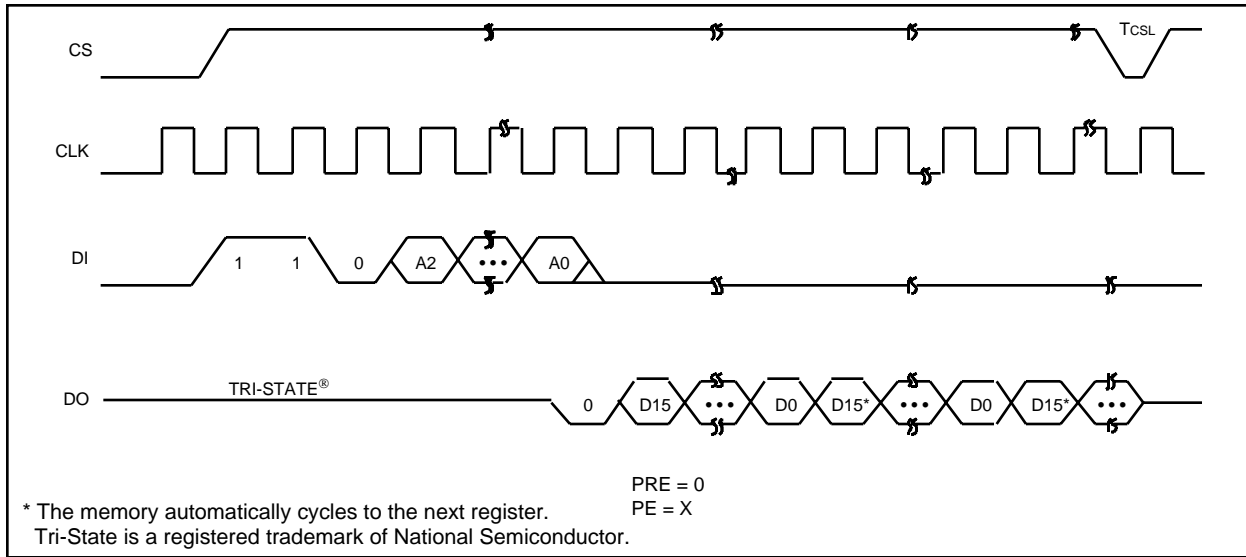 CS
TCSL
CLK
DI
1 1 0 A2 ••• A0
DO
TRI-STATE®
0 D15 ••• D0 D15* ••• D0 D15* •••
PRE = 0
PE = X
* The memory automatically cycles to the next register.
Tri-State is a registered trademark of National Semiconductor.